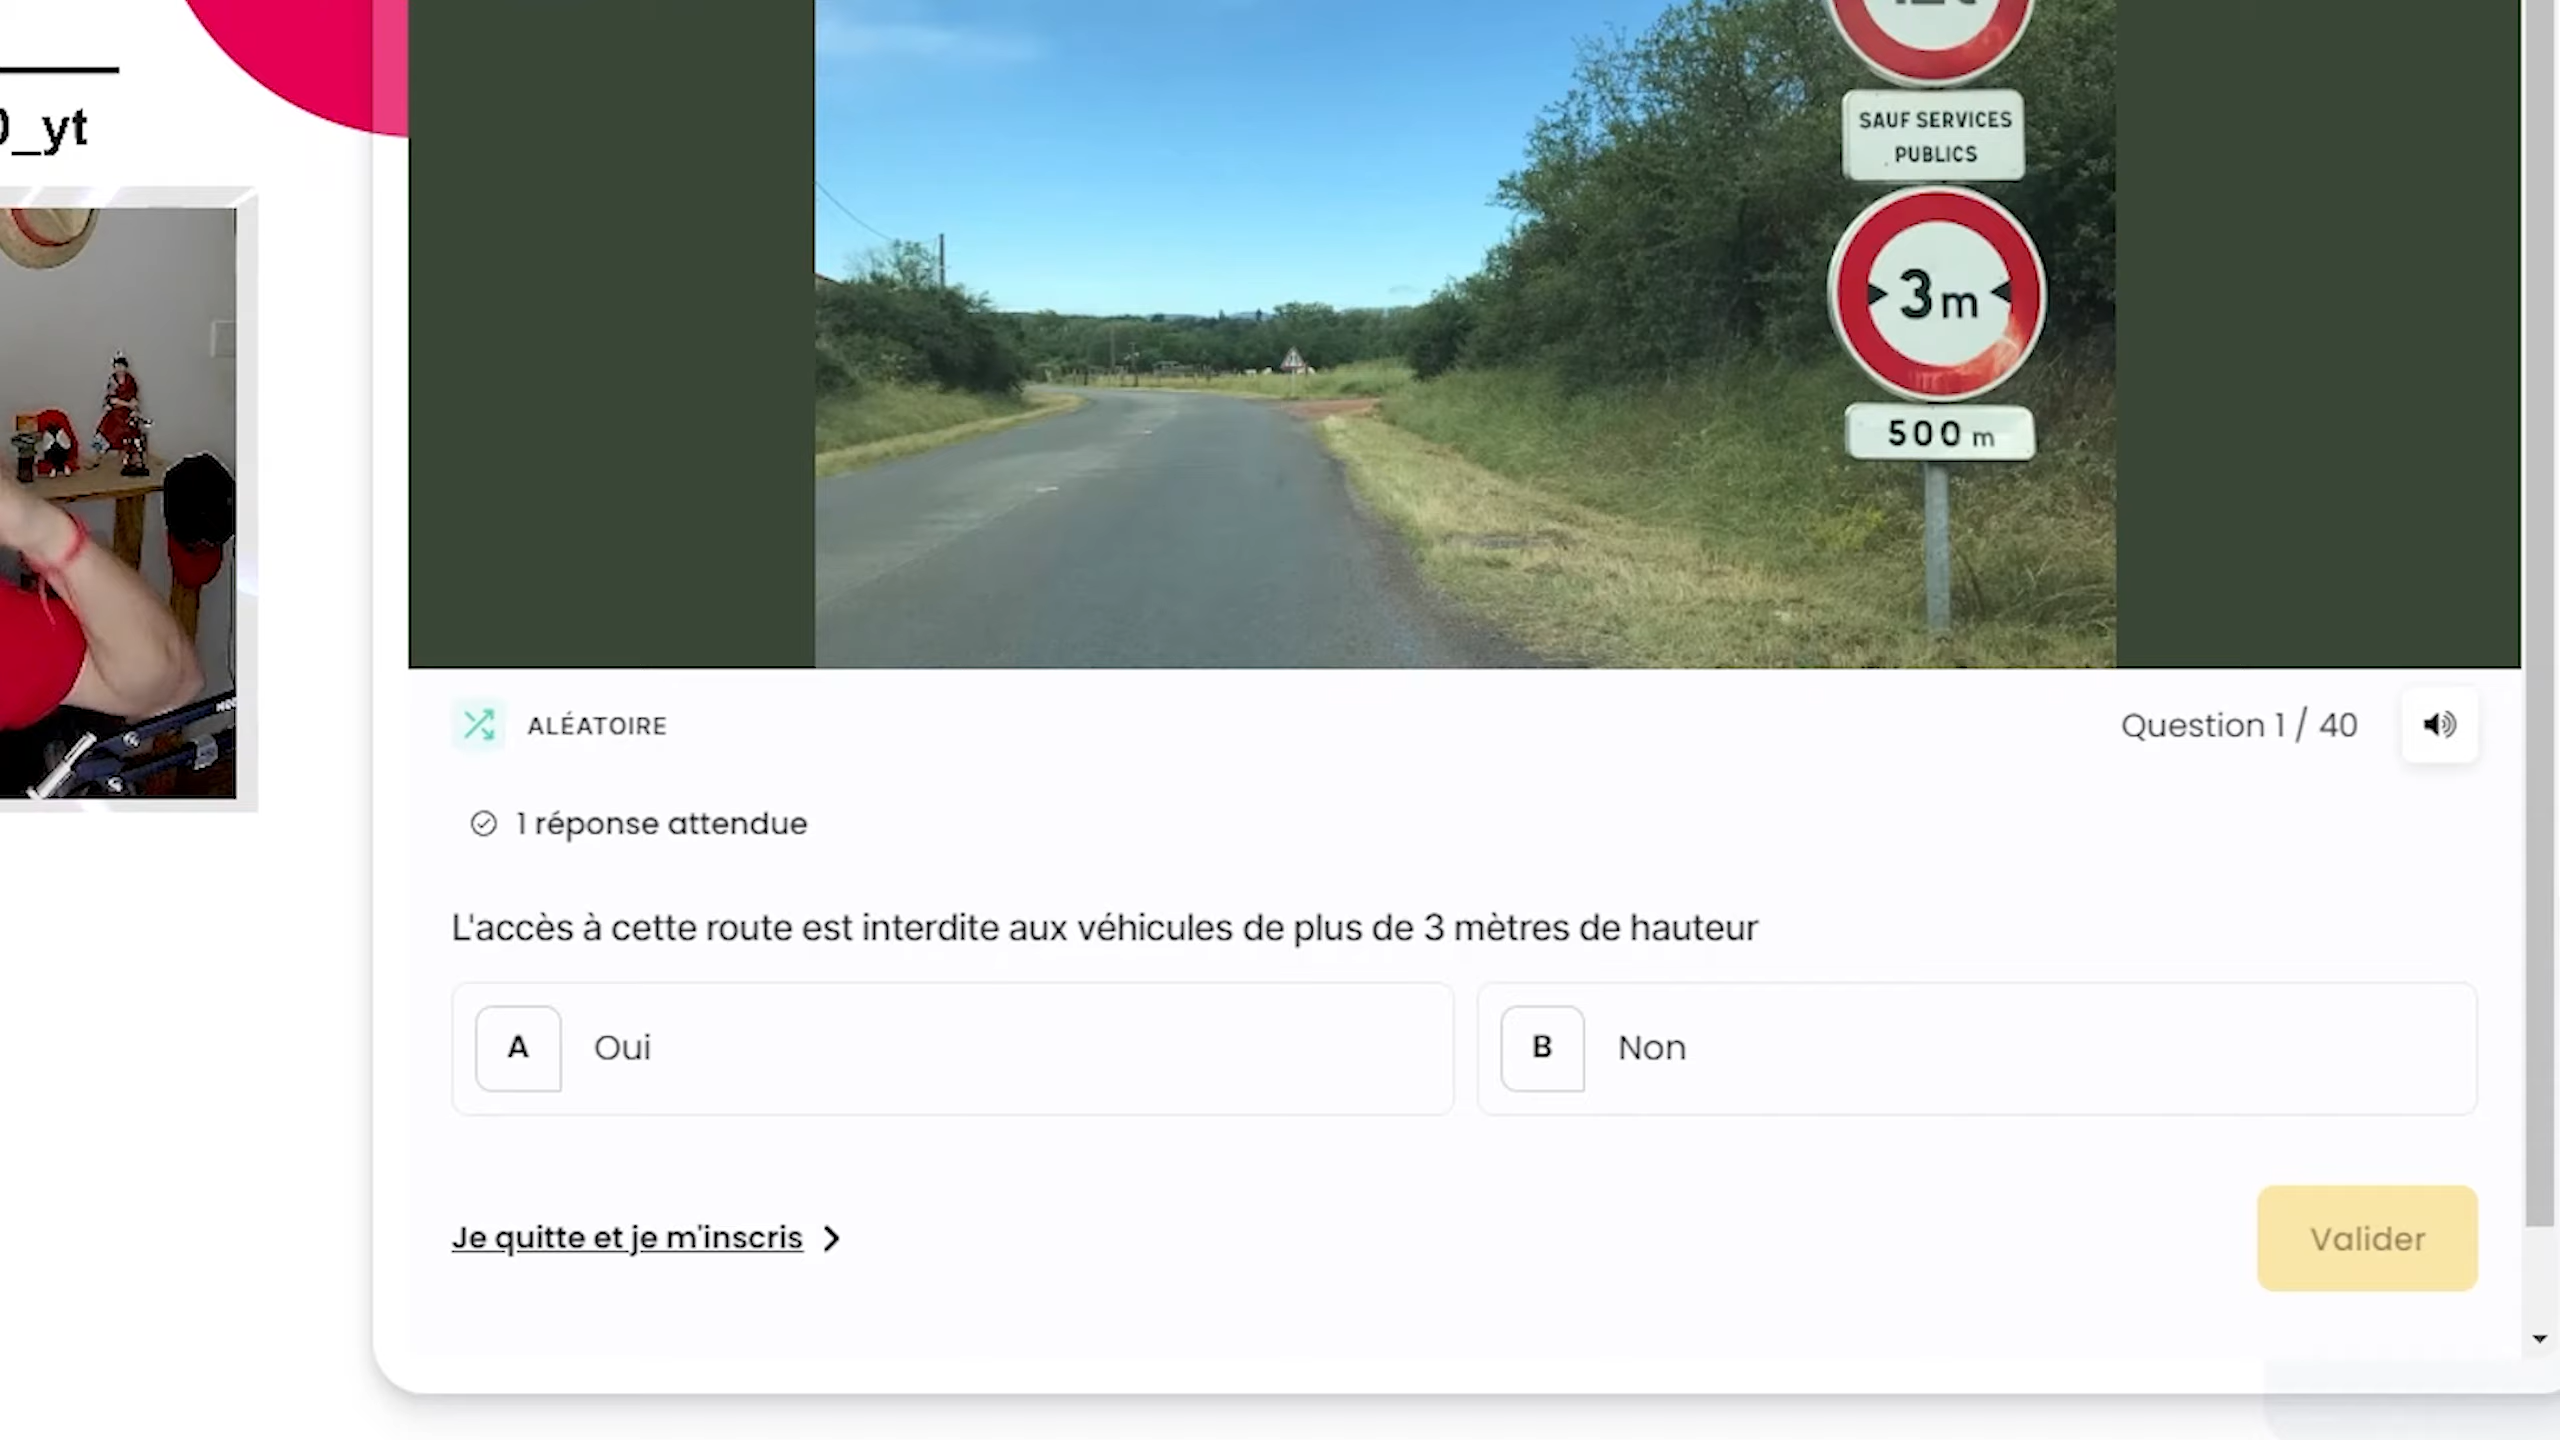 _yt
SAUF SERVICES
PUBLICS
3m
500 m
ALÉATOIRE
Question 1 / 40
1 réponse attendue
L'accès à cette route est interdite aux véhicules de plus de 3 mètres de hauteur
A Oui
B Non
Je quitte et je m'inscris
Valider